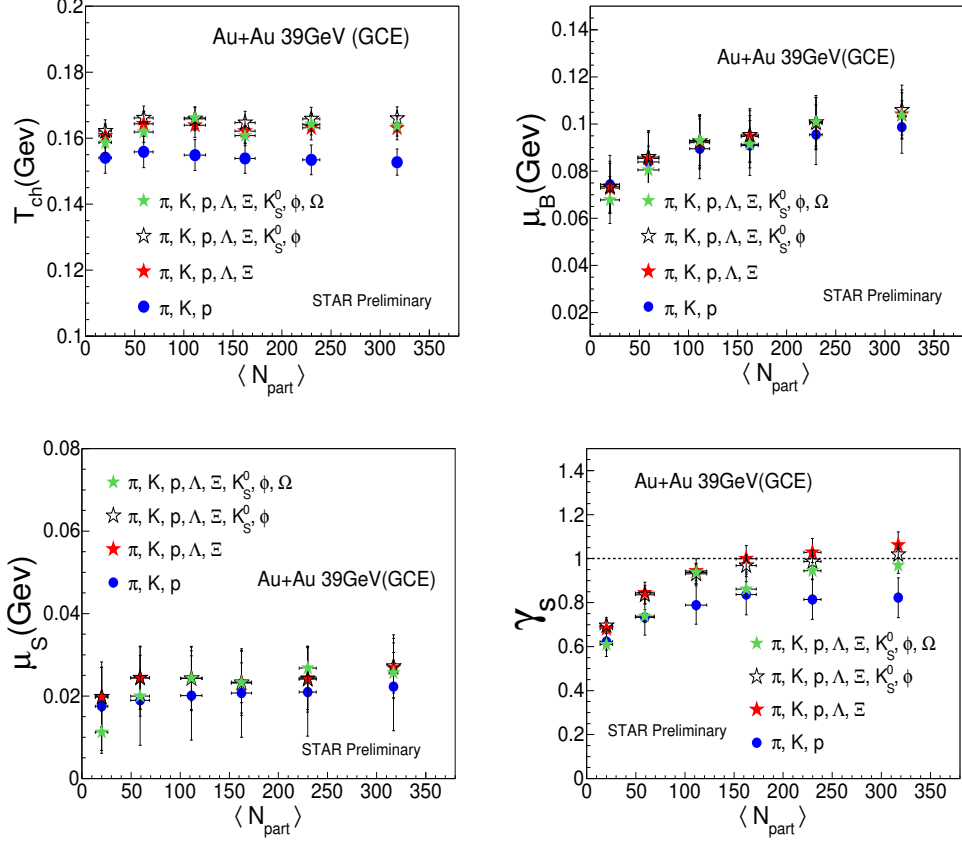 Au+Au 39GeV (GCE)
T_ch (Gev)
0.2
0.18
0.16
0.14
0.12
0.1
π, K, p, Λ, Ξ, K⁰_S, ϕ, Ω
π, K, p, Λ, Ξ, K⁰_S, ϕ
π, K, p, Λ, Ξ
π, K, p
STAR Preliminary
0 50 100 150 200 250 300 350
⟨ N_part ⟩
Au+Au 39GeV(GCE)
μ_B (Gev)
0.14
0.12
0.1
0.08
0.06
0.04
0.02
π, K, p, Λ, Ξ, K⁰_S, ϕ, Ω
π, K, p, Λ, Ξ, K⁰_S, ϕ
π, K, p, Λ, Ξ
π, K, p
STAR Preliminary
0 50 100 150 200 250 300 350
⟨ N_part ⟩
μ_S (Gev)
0.08
0.06
0.04
0.02
0
π, K, p, Λ, Ξ, K⁰_S, ϕ, Ω
π, K, p, Λ, Ξ, K⁰_S, ϕ
π, K, p, Λ, Ξ
π, K, p
Au+Au 39GeV(GCE)
STAR Preliminary
0 50 100 150 200 250 300 350
⟨ N_part ⟩
Au+Au 39GeV(GCE)
γ_s
1.4
1.2
1
0.8
0.6
0.4
0.2
0
π, K, p, Λ, Ξ, K⁰_S, ϕ, Ω
π, K, p, Λ, Ξ, K⁰_S, ϕ
π, K, p, Λ, Ξ
π, K, p
STAR Preliminary
0 50 100 150 200 250 300 350
⟨ N_part ⟩